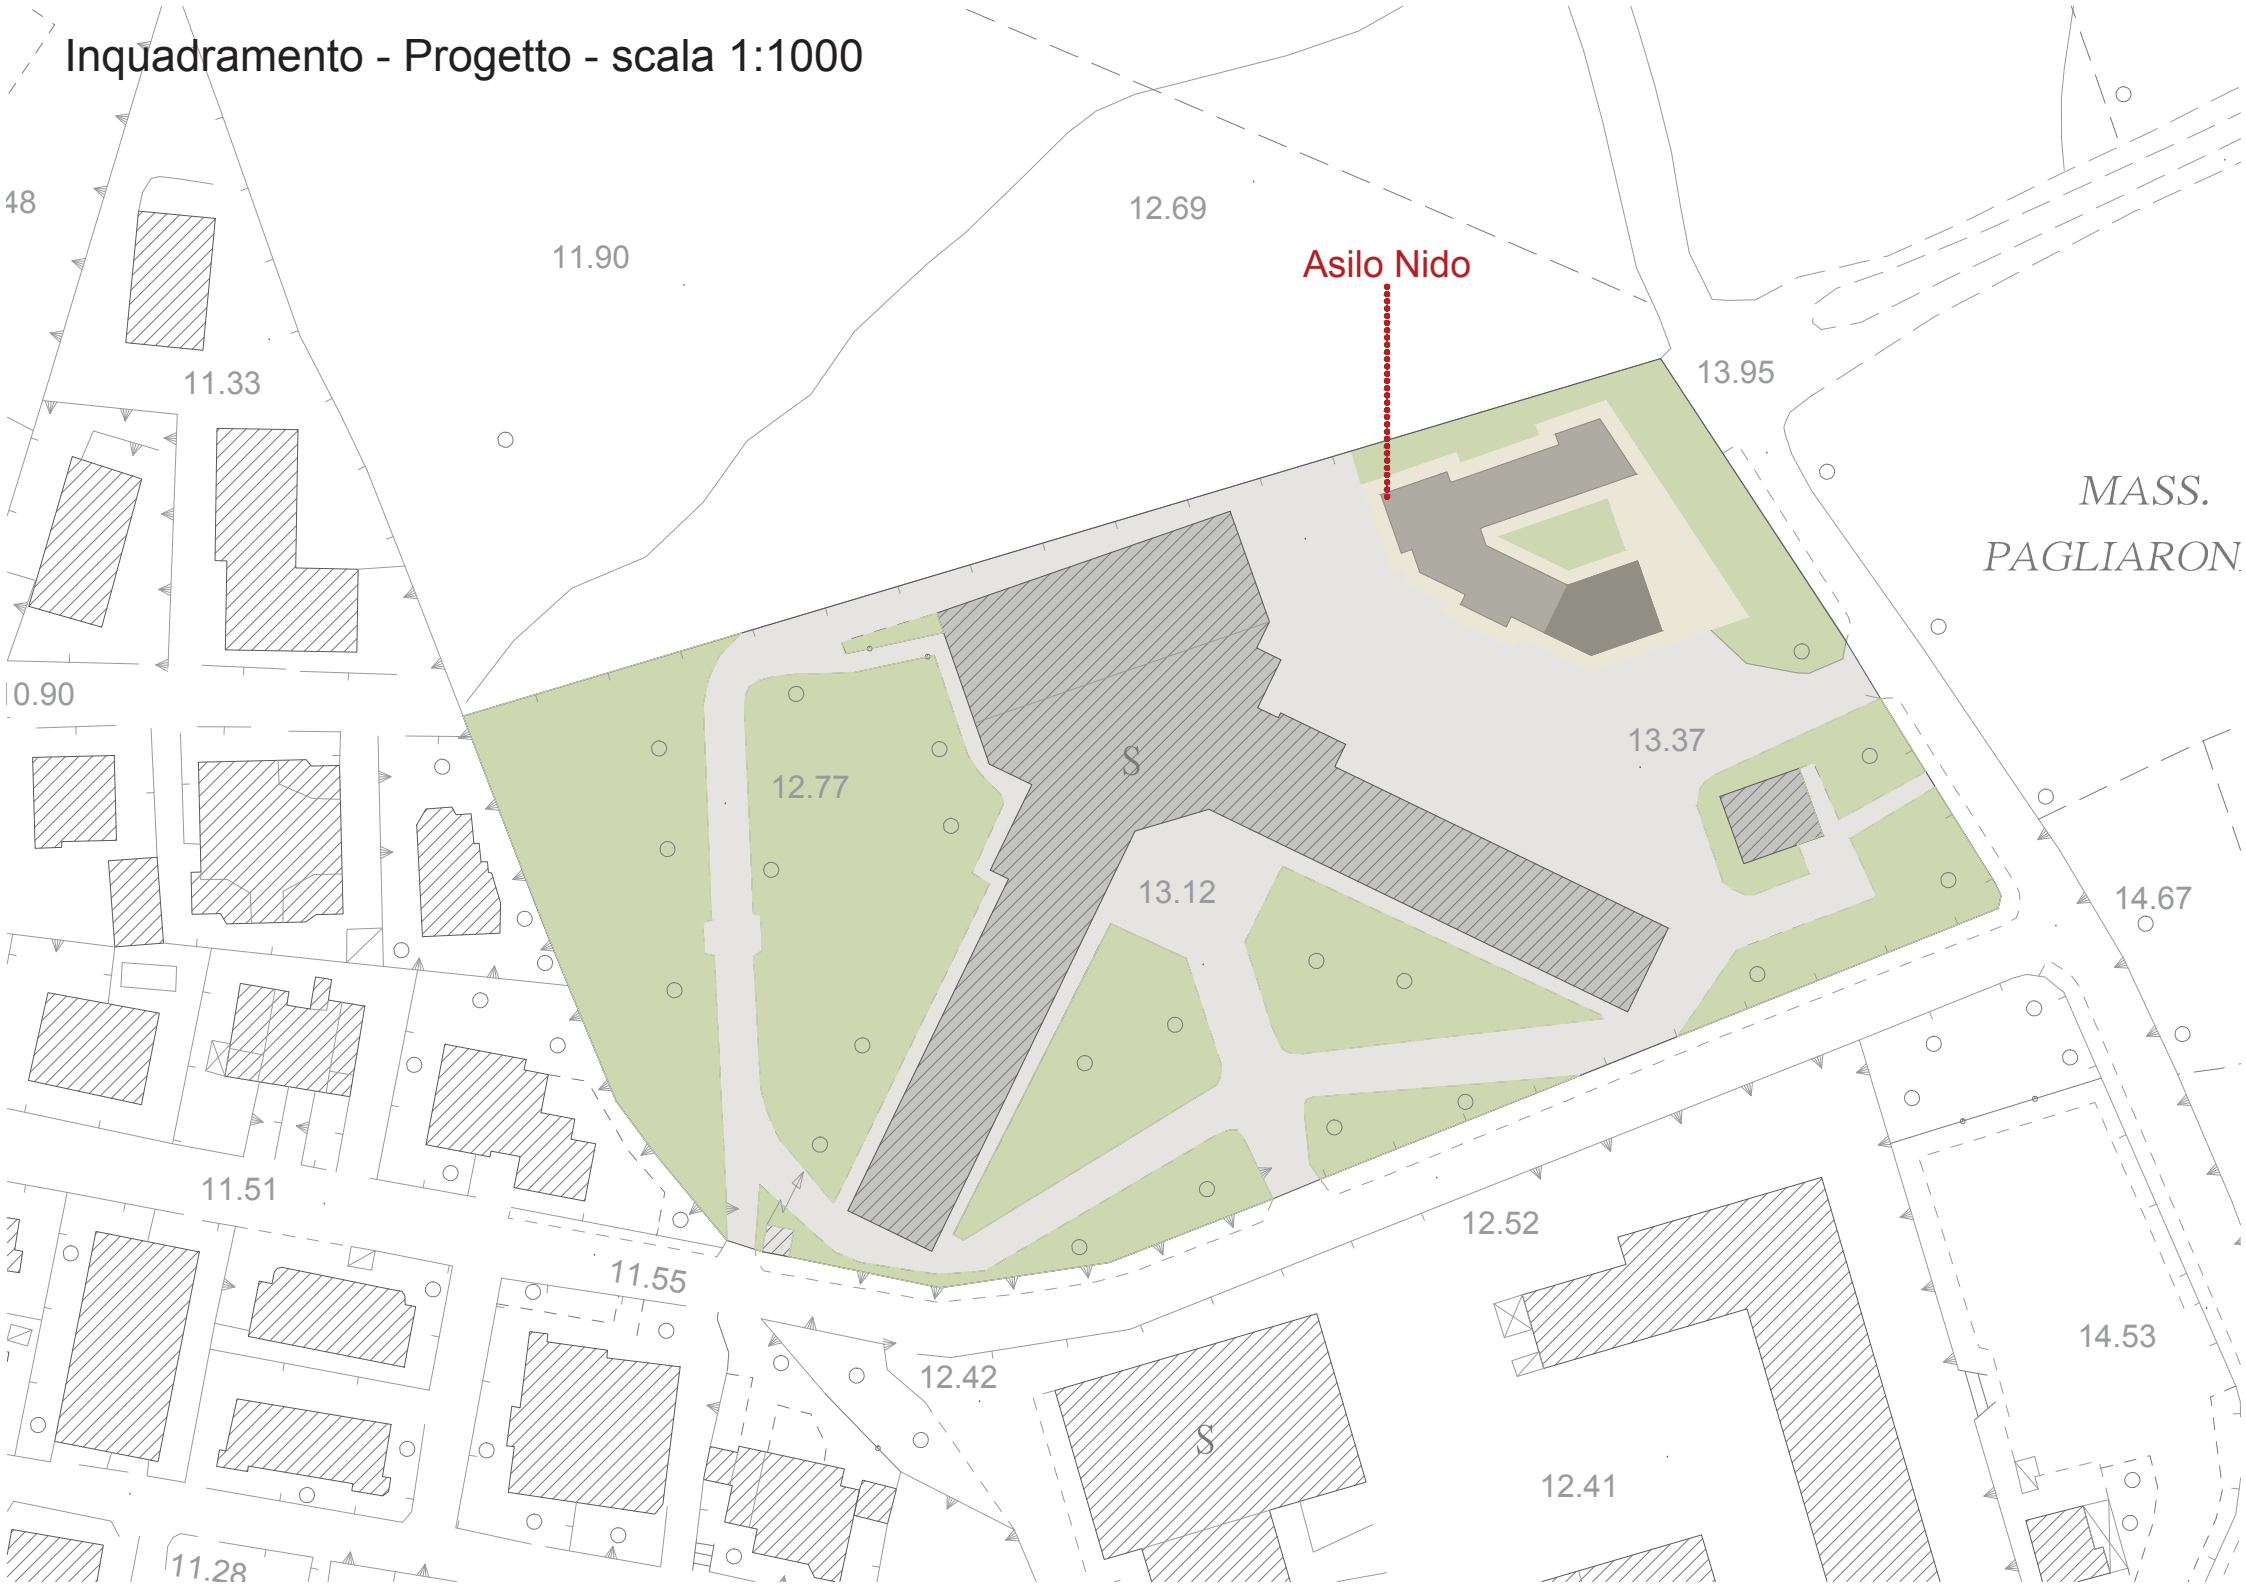 Inquadramento - Progetto - scala 1:1000
48
12.69
11.90
Asilo Nido
13.95
11.33
MASS.
PAGLIARON
10.90
13.37
S
12.77
13.12
14.67
11.51
12.52
11.55
14.53
12.42
S
12.41
11.28